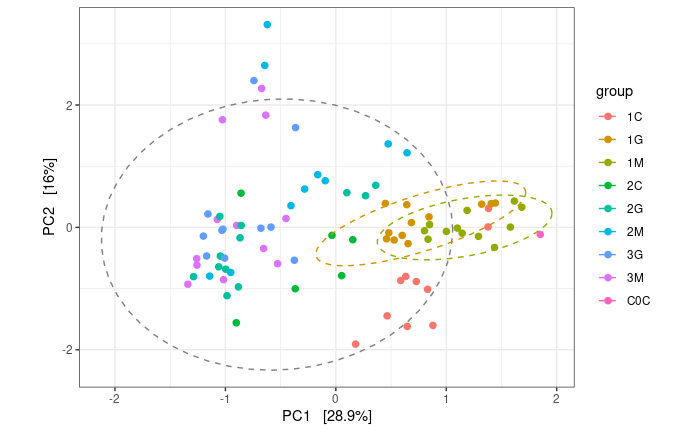 group
1C
1G
1M
2C
2G
2M
3G
3M
C0C
2
0
-2
PC2 [16%]
-2 -1 0 1 2
PC1 [28.9%]